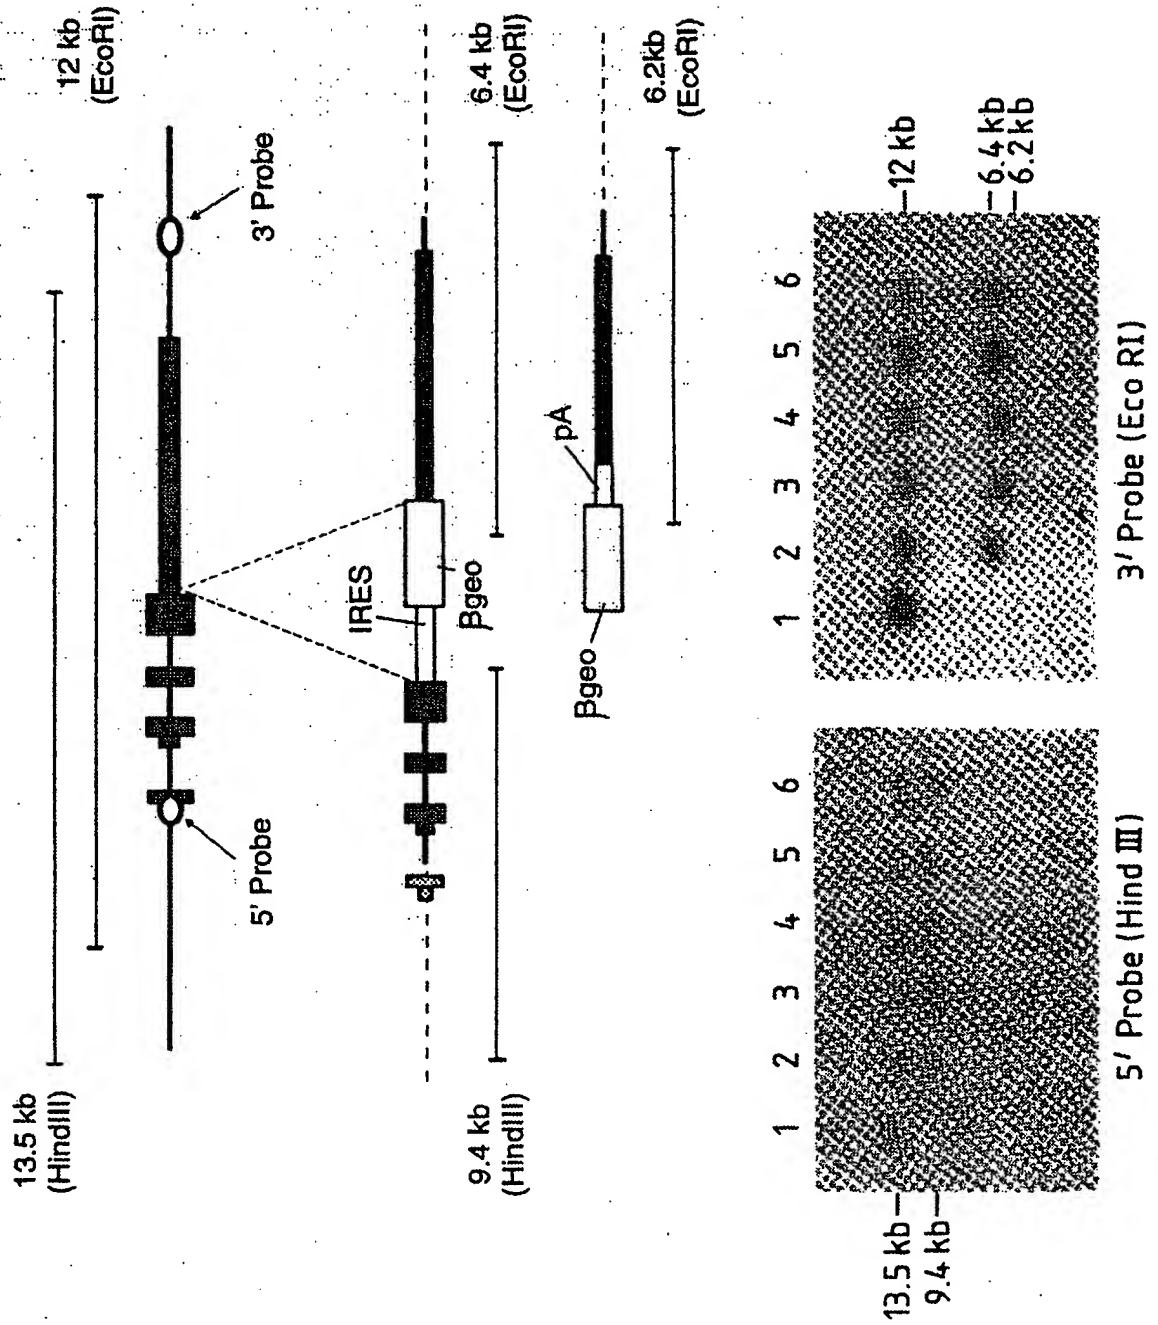 13.5 kb
(HindIII)
12 kb
(EcoRI)
5' Probe
3' Probe
9.4 kb
(HindIII)
IRES
βgeo
6.4 kb
(EcoRI)
βgeo
pA
6.2kb
(EcoRI)
1 2 3 4 5 6
13.5 kb
9.4 kb
5' Probe (Hind III)
1 2 3 4 5 6
12 kb
6.4 kb
6.2 kb
3' Probe (Eco RI)